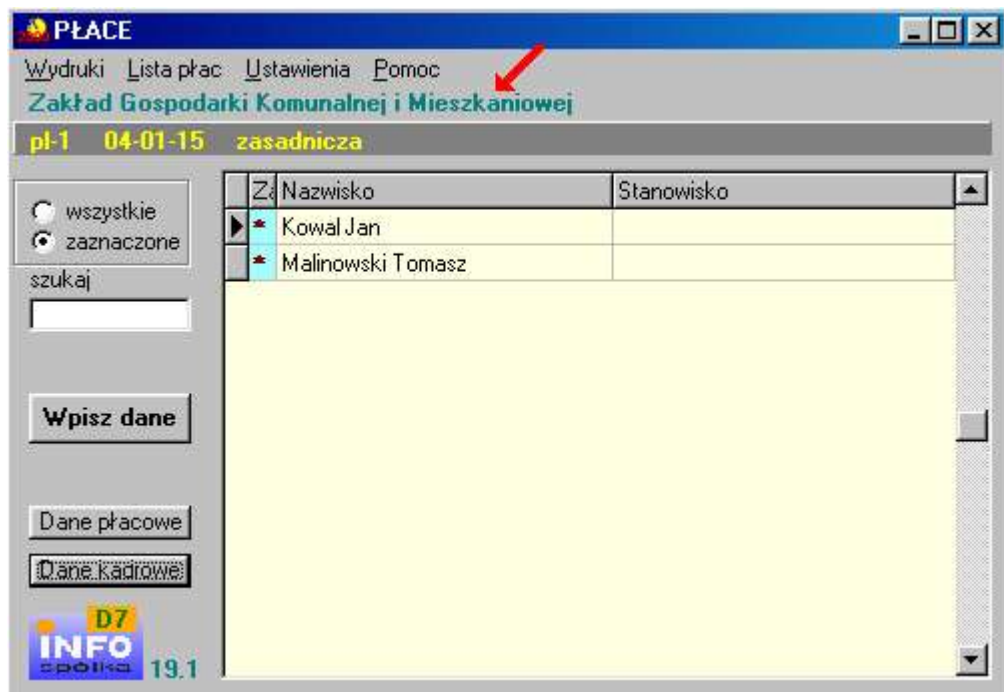 PŁACE
Wydruki Lista płac Ustawienia Pomoc
Zakład Gospodarki Komunalnej i Mieszkaniowej
pl-1 04-01-15 zasadnicza
Za Nazwisko Stanowisko
wszystkie
zaznaczone
Kowal Jan
Malinowski Tomasz
szukaj
Wpisz dane
Dane płacowe
Dane kadrowe
D7
INFO
spółka
19.1